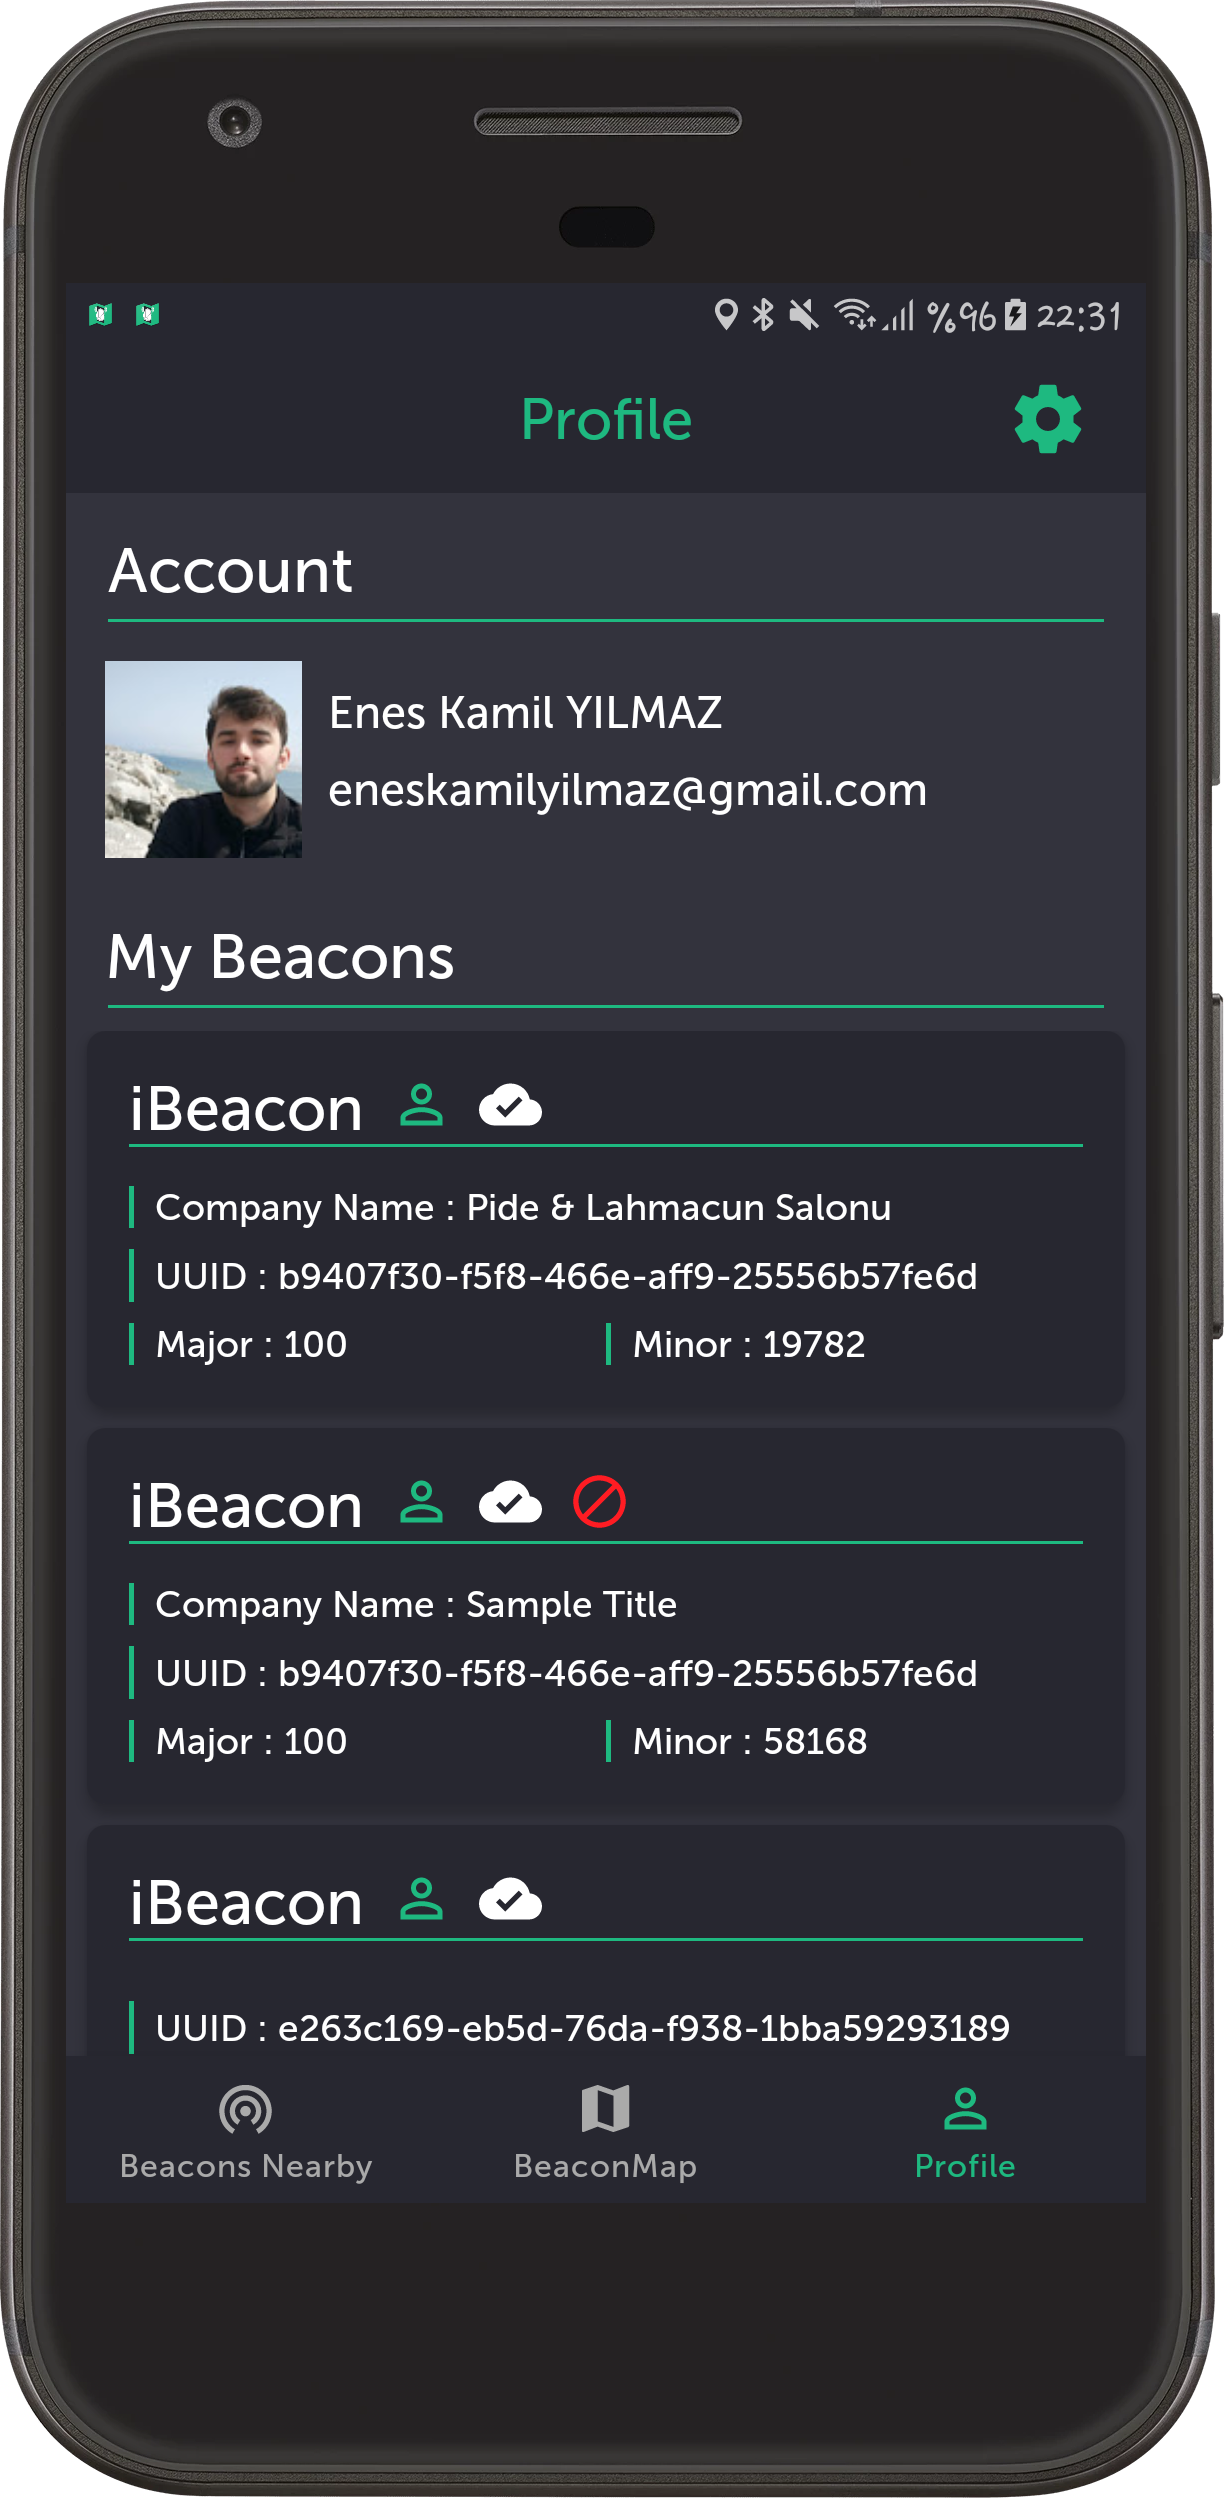 %96 22:31
Profile
Account
Enes Kamil YILMAZ
eneskamilyilmaz@gmail.com
My Beacons
iBeacon
Company Name : Pide & Lahmacun Salonu
UUID : b9407f30-f5f8-466e-aff9-25556b57fe6d
Major : 100 Minor : 19782
iBeacon
Company Name : Sample Title
UUID : b9407f30-f5f8-466e-aff9-25556b57fe6d
Major : 100 Minor : 58168
iBeacon
UUID : e263c169-eb5d-76da-f938-1bba59293189
Beacons Nearby BeaconMap Profile